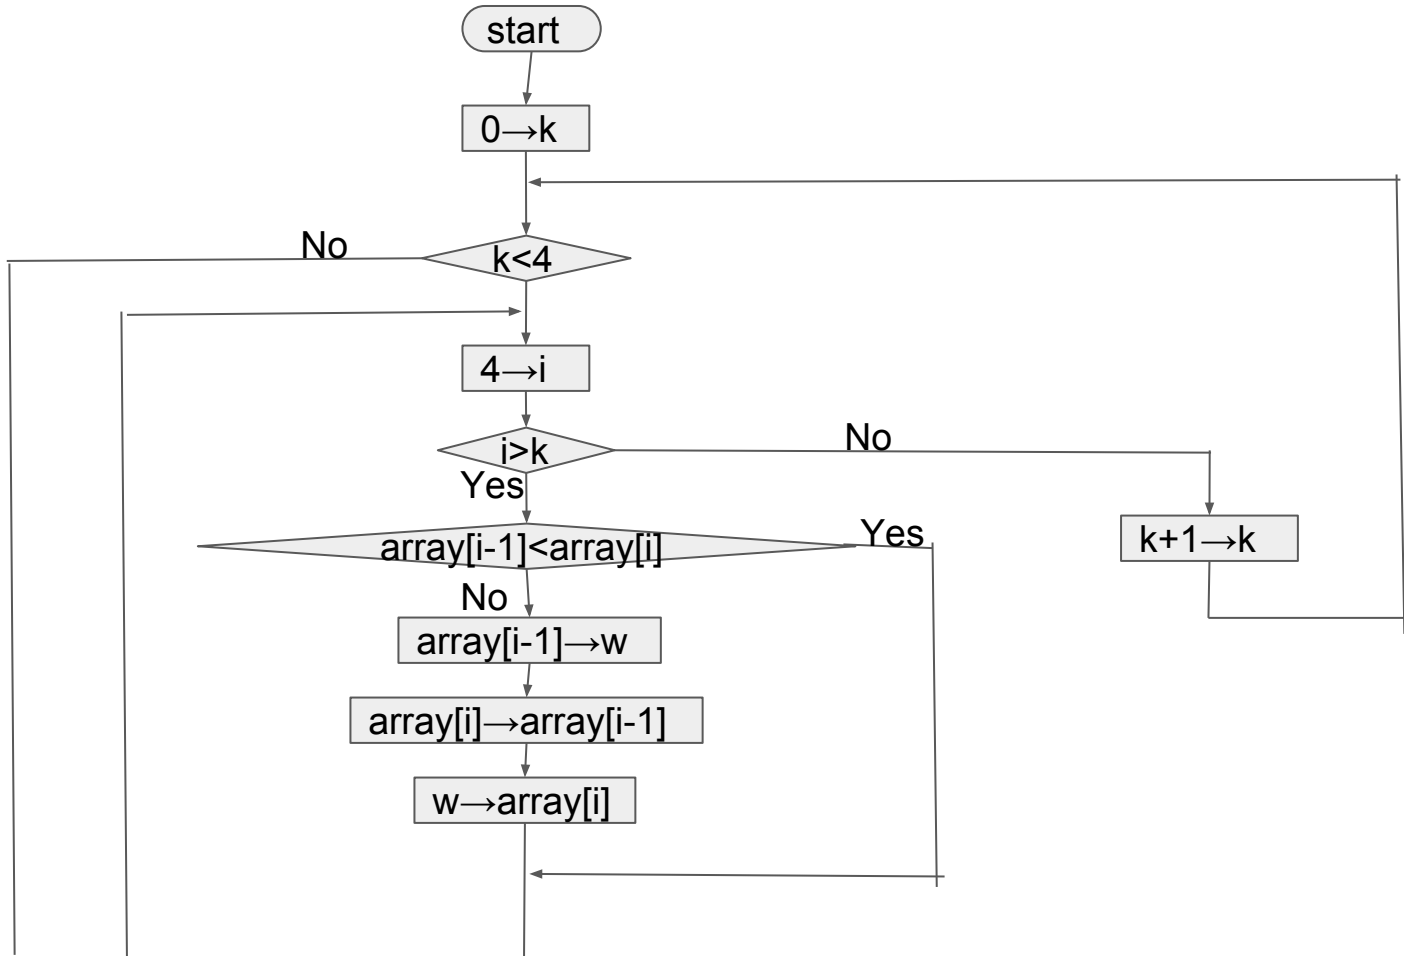 start
0→k
No
k<4
4→i
i>k
No
Yes
array[i-1]<array[i]
Yes
k+1→k
No
array[i-1]→w
array[i]→array[i-1]
w→array[i]